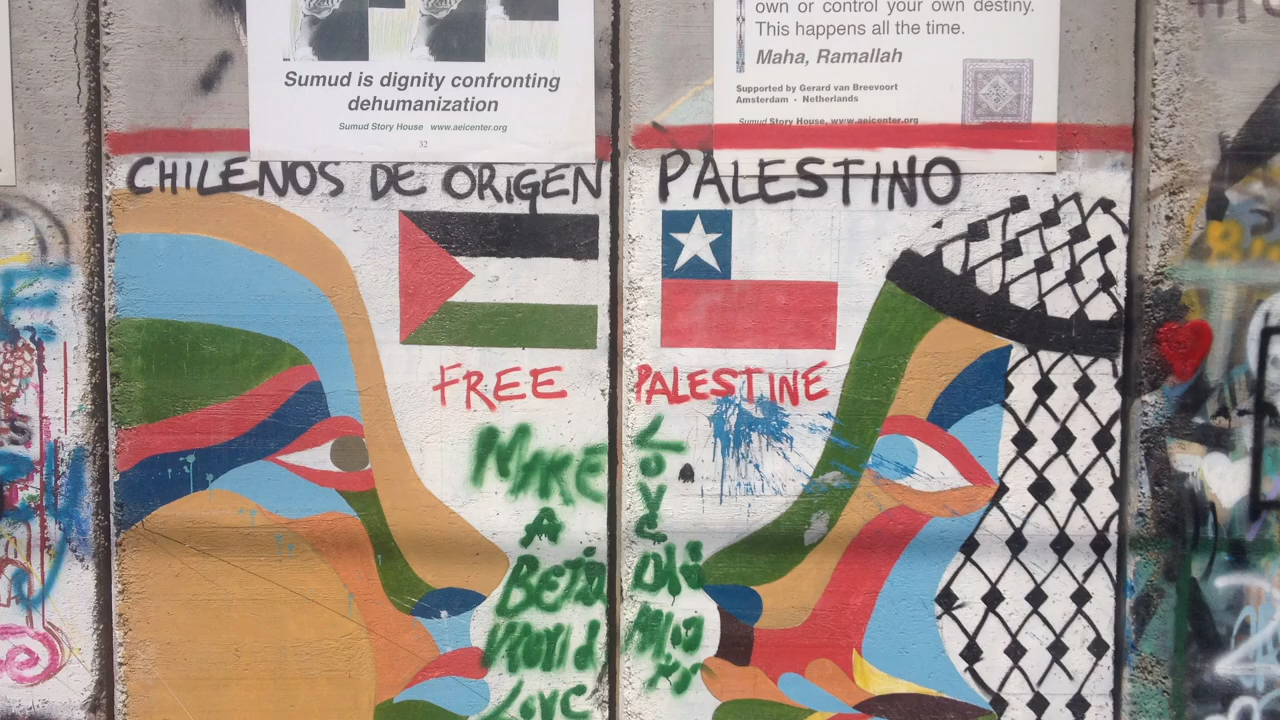 Sumud is dignity confronting
dehumanization
Sumud Story House www.aeicenter.org
32
own or control your own destiny.
This happens all the time.
Maha, Ramallah
Supported by Gerard van Breevoort
Amsterdam - Netherlands
Sumud Story House, www.aeicenter.org
CHILENOS DE ORIGEN PALESTINO
FREE PALESTINE
MAKE
A
World
Love